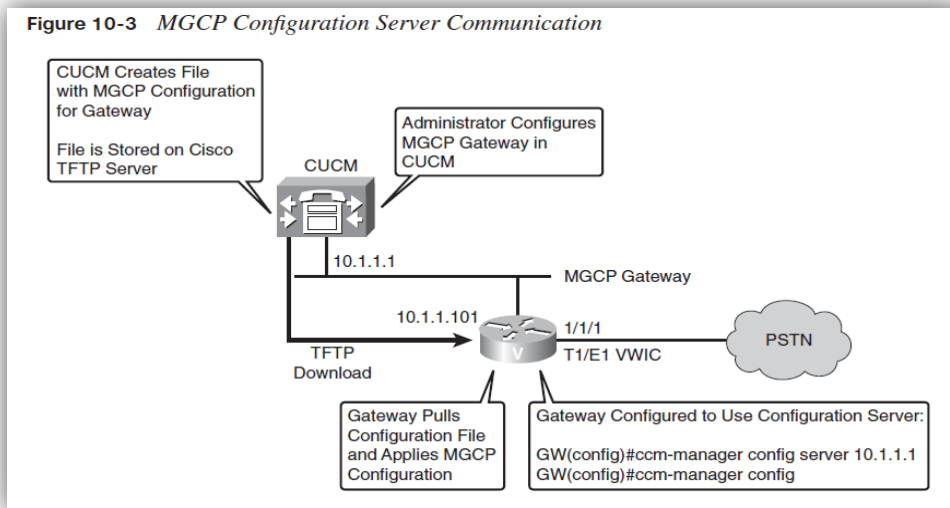 Figure 10-3 MGCP Configuration Server Communication
CUCM Creates File
with MGCP Configuration
for Gateway
File is Stored on Cisco
TFTP Server
Administrator Configures
MGCP Gateway in
CUCM
CUCM
10.1.1.1
MGCP Gateway
10.1.1.101
1/1/1
V
T1/E1 VWIC
PSTN
TFTP
Download
Gateway Pulls
Configuration File
and Applies MGCP
Configuration
Gateway Configured to Use Configuration Server:
GW(config)#ccm-manager config server 10.1.1.1
GW(config)#ccm-manager config